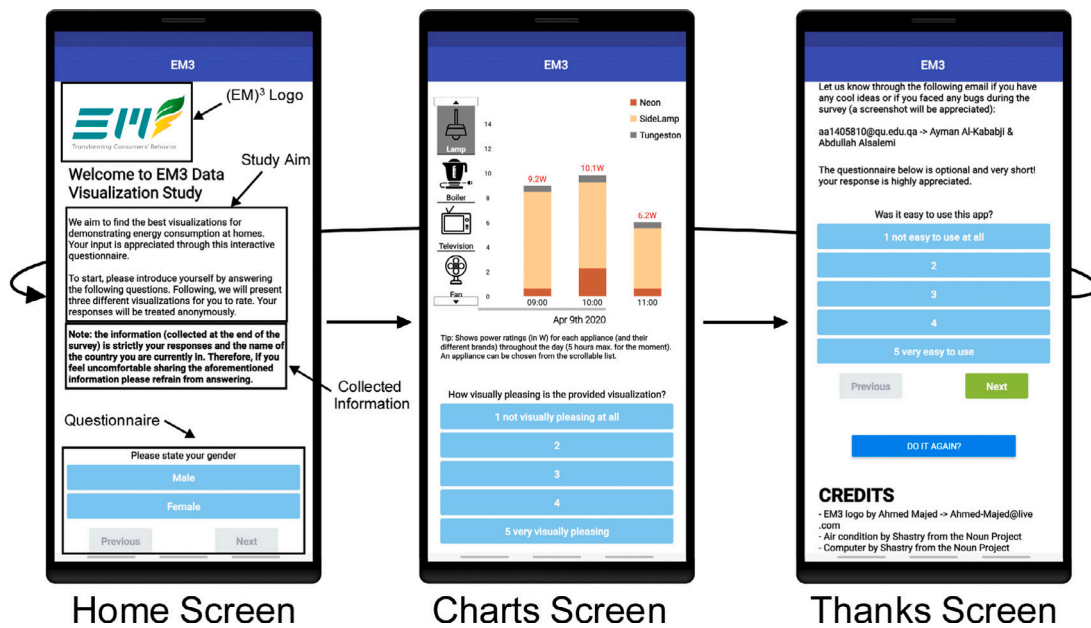 EM3
EM
Transforming Consumers' Behavior
(EM)³ Logo
Welcome to EM3 Data
Visualization Study
Study Aim
We aim to find the best visualizations for
demonstrating energy consumption at homes.
Your input is appreciated through this interactive
questionnaire.
To start, please introduce yourself by answering
the following questions. Following, we will present
three different visualizations for you to rate. Your
responses will be treated anonymously.
Note: the information (collected at the end of the
survey) is strictly your responses and the name of
the country you are currently in. Therefore, if you
feel uncomfortable sharing the aforementioned
information please refrain from answering.
Collected
Information
Questionnaire
Please state your gender
Male
Female
Previous
Next
Home Screen
EM3
Neon
SideLamp
Tungeston
Lamp
Boiler
Television
Fan
14
12
10
8
6
4
2
0
9.2W
10.1W
6.2W
09:00
10:00
11:00
Apr 9th 2020
Tip: Shows power ratings (in W) for each appliance (and their
different brands) throughout the day (5 hours max. for the moment).
An appliance can be chosen from the scrollable list.
How visually pleasing is the provided visualization?
1 not visually pleasing at all
2
3
4
5 very visually pleasing
Charts Screen
EM3
Let us know through the following email if you have
any cool ideas or if you faced any bugs during the
survey (a screenshot will be appreciated):
aa1405810@qu.edu.qa -> Ayman Al-Kababji &
Abdullah Alsalemi
The questionnaire below is optional and very short!
your response is highly appreciated.
Was it easy to use this app?
1 not easy to use at all
2
3
4
5 very easy to use
Previous
Next
DO IT AGAIN?
CREDITS
- EM3 logo by Ahmed Majed -> Ahmed-Majed@live
.com
- Air condition by Shastry from the Noun Project
- Computer by Shastry from the Noun Project
Thanks Screen